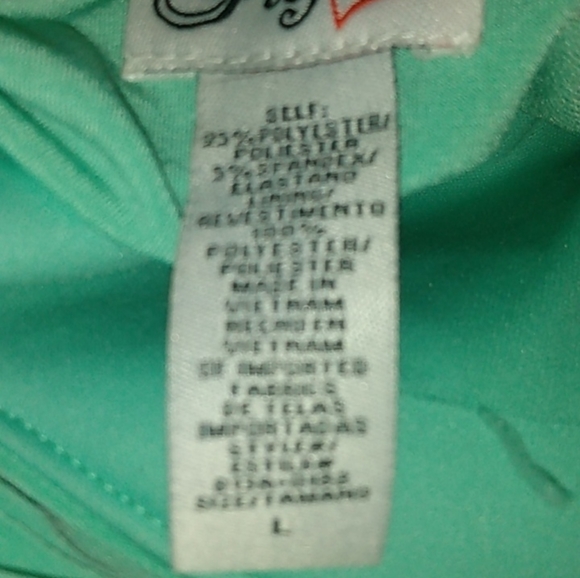 SELF:
95%POLYESTER/
POLIESTER
5%SPANDEX/
ELASTANO
LINING/
REVESTIMENTO
100%
POLYESTER/
POLIESTER
MADE IN
VIETNAM
HECHO EN
VIETNAM
OF IMPORTED
FABRICS
DE TELAS
IMPORTADAS
STYLE#/
ESTILO#
SIZE/TAMANO
L